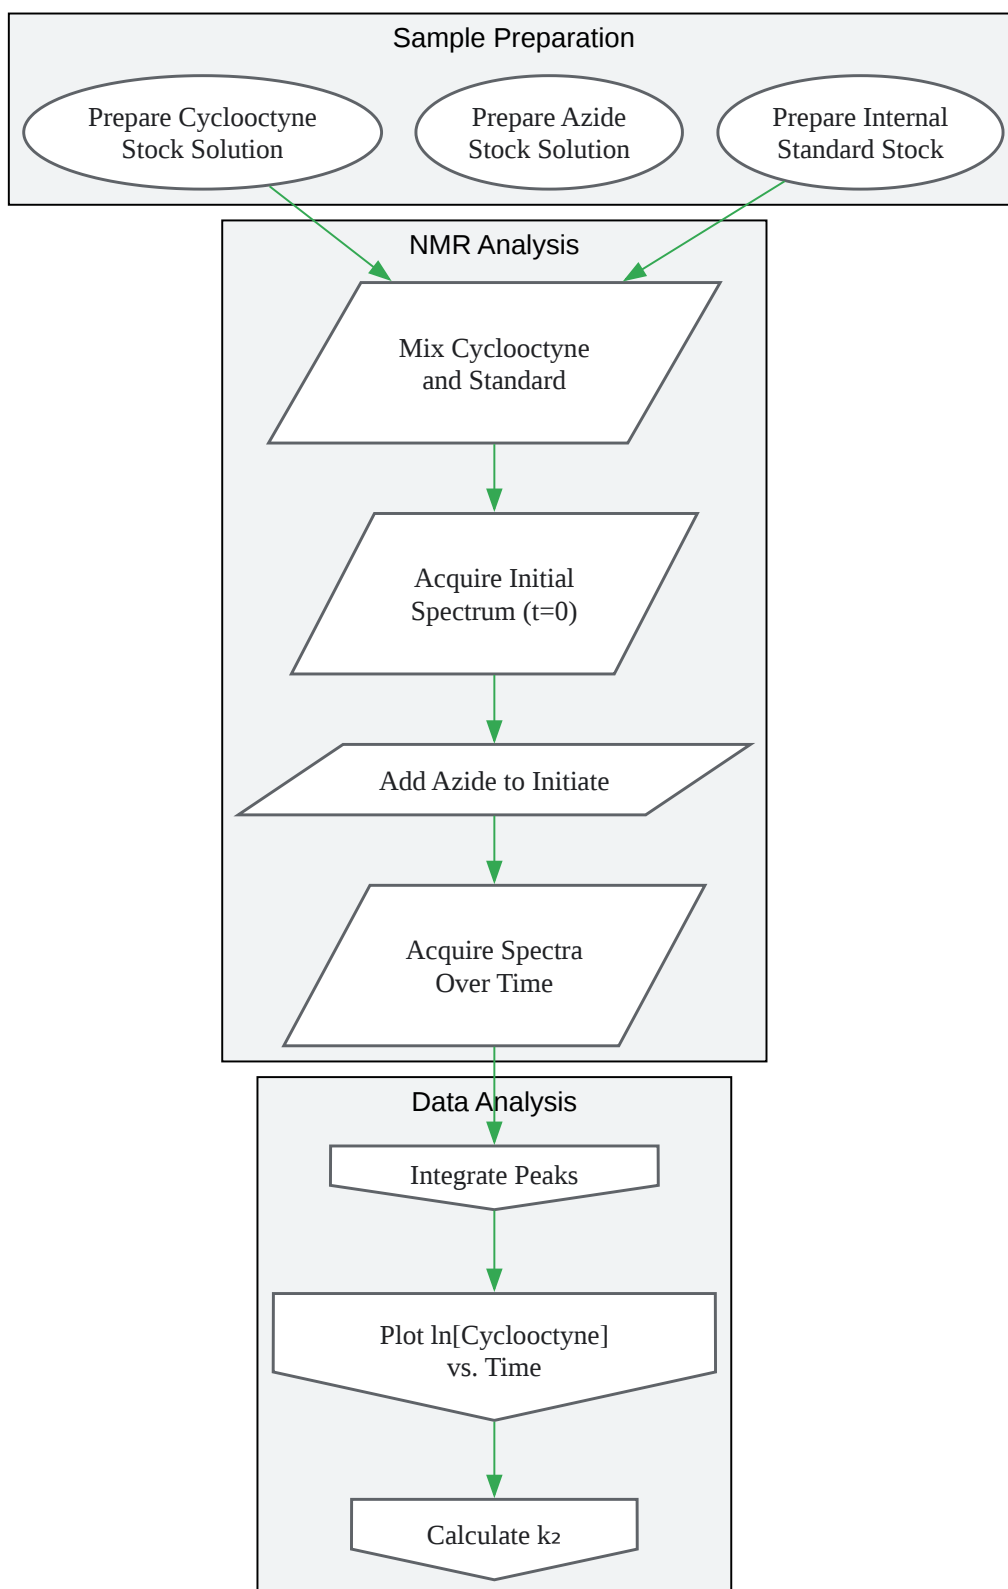 Sample Preparation
Prepare Cyclooctyne
Stock Solution
Prepare Azide
Stock Solution
Prepare Internal
Standard Stock
NMR Analysis
Mix Cyclooctyne
and Standard
Acquire Initial
Spectrum (t=0)
Add Azide to Initiate
Acquire Spectra
Over Time
Data Analysis
Integrate Peaks
Plot ln[Cyclooctyne]
vs. Time
Calculate k₂